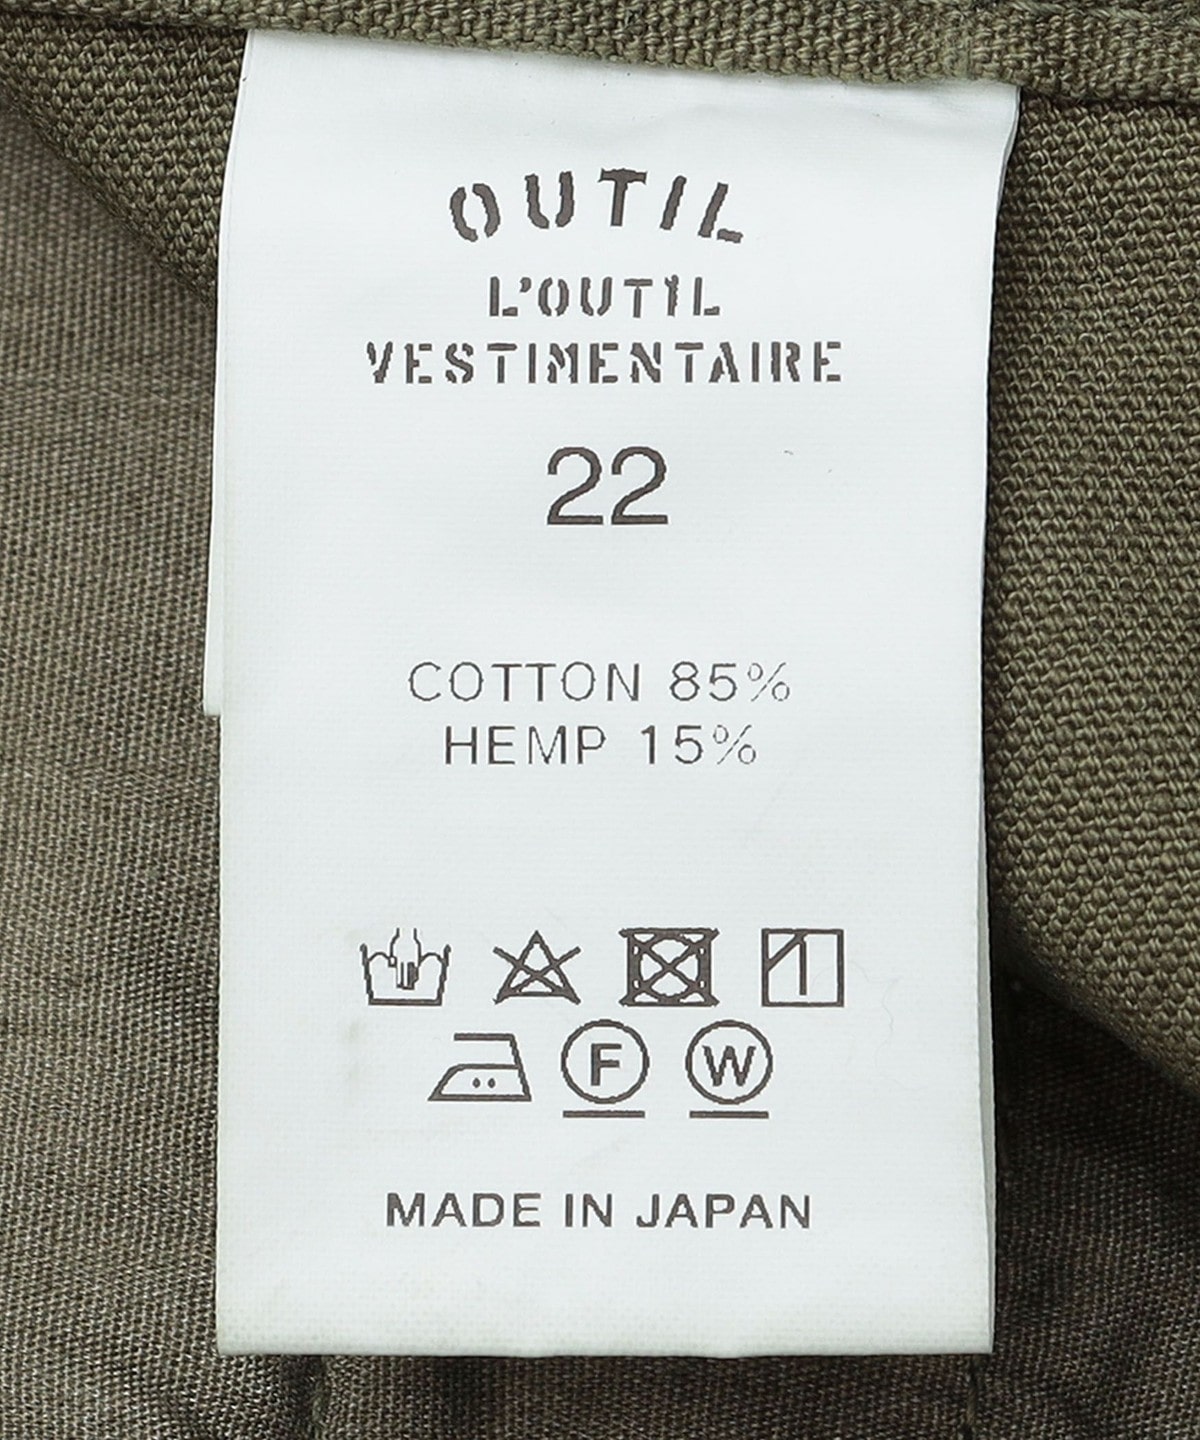 OUTIL
L'OUTIL
VESTIMENTAIRE
22
COTTON 85%
HEMP 15%
F W
MADE IN JAPAN